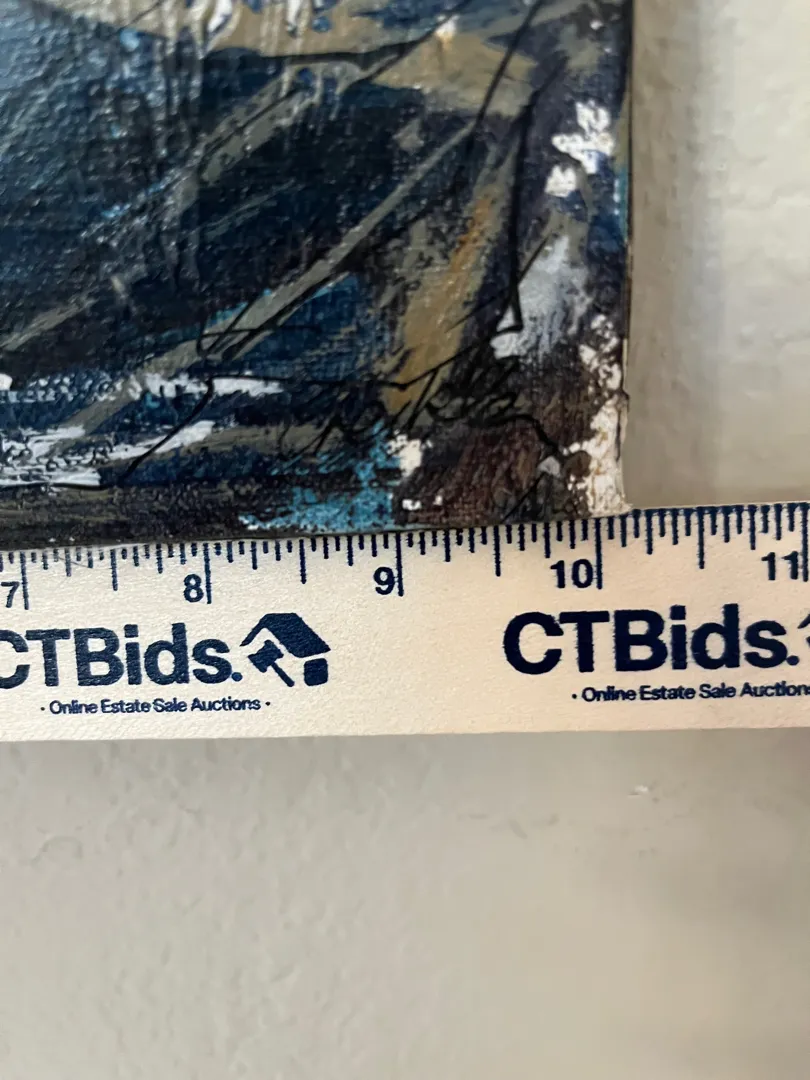 7 8 9 10 11
CTBids. CTBids.
• Online Estate Sale Auctions • • Online Estate Sale Auctions